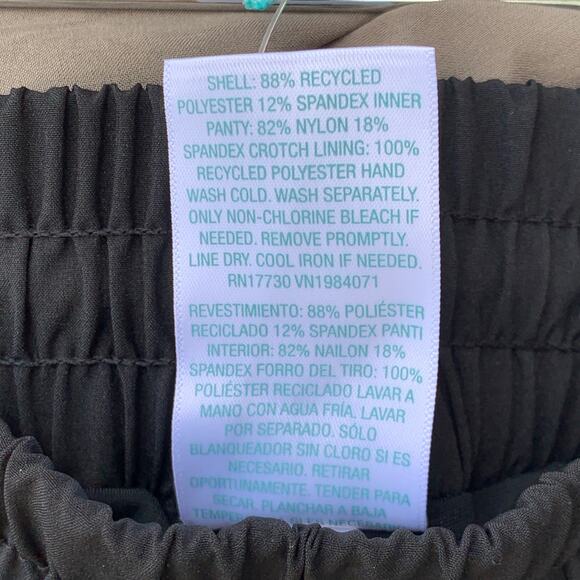 SHELL: 88% RECYCLED
POLYESTER 12% SPANDEX INNER
PANTY: 82% NYLON 18%
SPANDEX CROTCH LINING: 100%
RECYCLED POLYESTER HAND
WASH COLD. WASH SEPARATELY.
ONLY NON-CHLORINE BLEACH IF
NEEDED. REMOVE PROMPTLY.
LINE DRY. COOL IRON IF NEEDED.
RN17730 VN1984071
REVESTIMIENTO: 88% POLIÉSTER
RECICLADO 12% SPANDEX PANTI
INTERIOR: 82% NAILON 18%
SPANDEX FORRO DEL TIRO: 100%
POLIÉSTER RECICLADO LAVAR A
MANO CON AGUA FRÍA. LAVAR
POR SEPARADO. SÓLO
BLANQUEADOR SIN CLORO SI ES
NECESARIO. RETIRAR
OPORTUNAMENTE. TENDER PARA
SECAR. PLANCHAR A BAJA